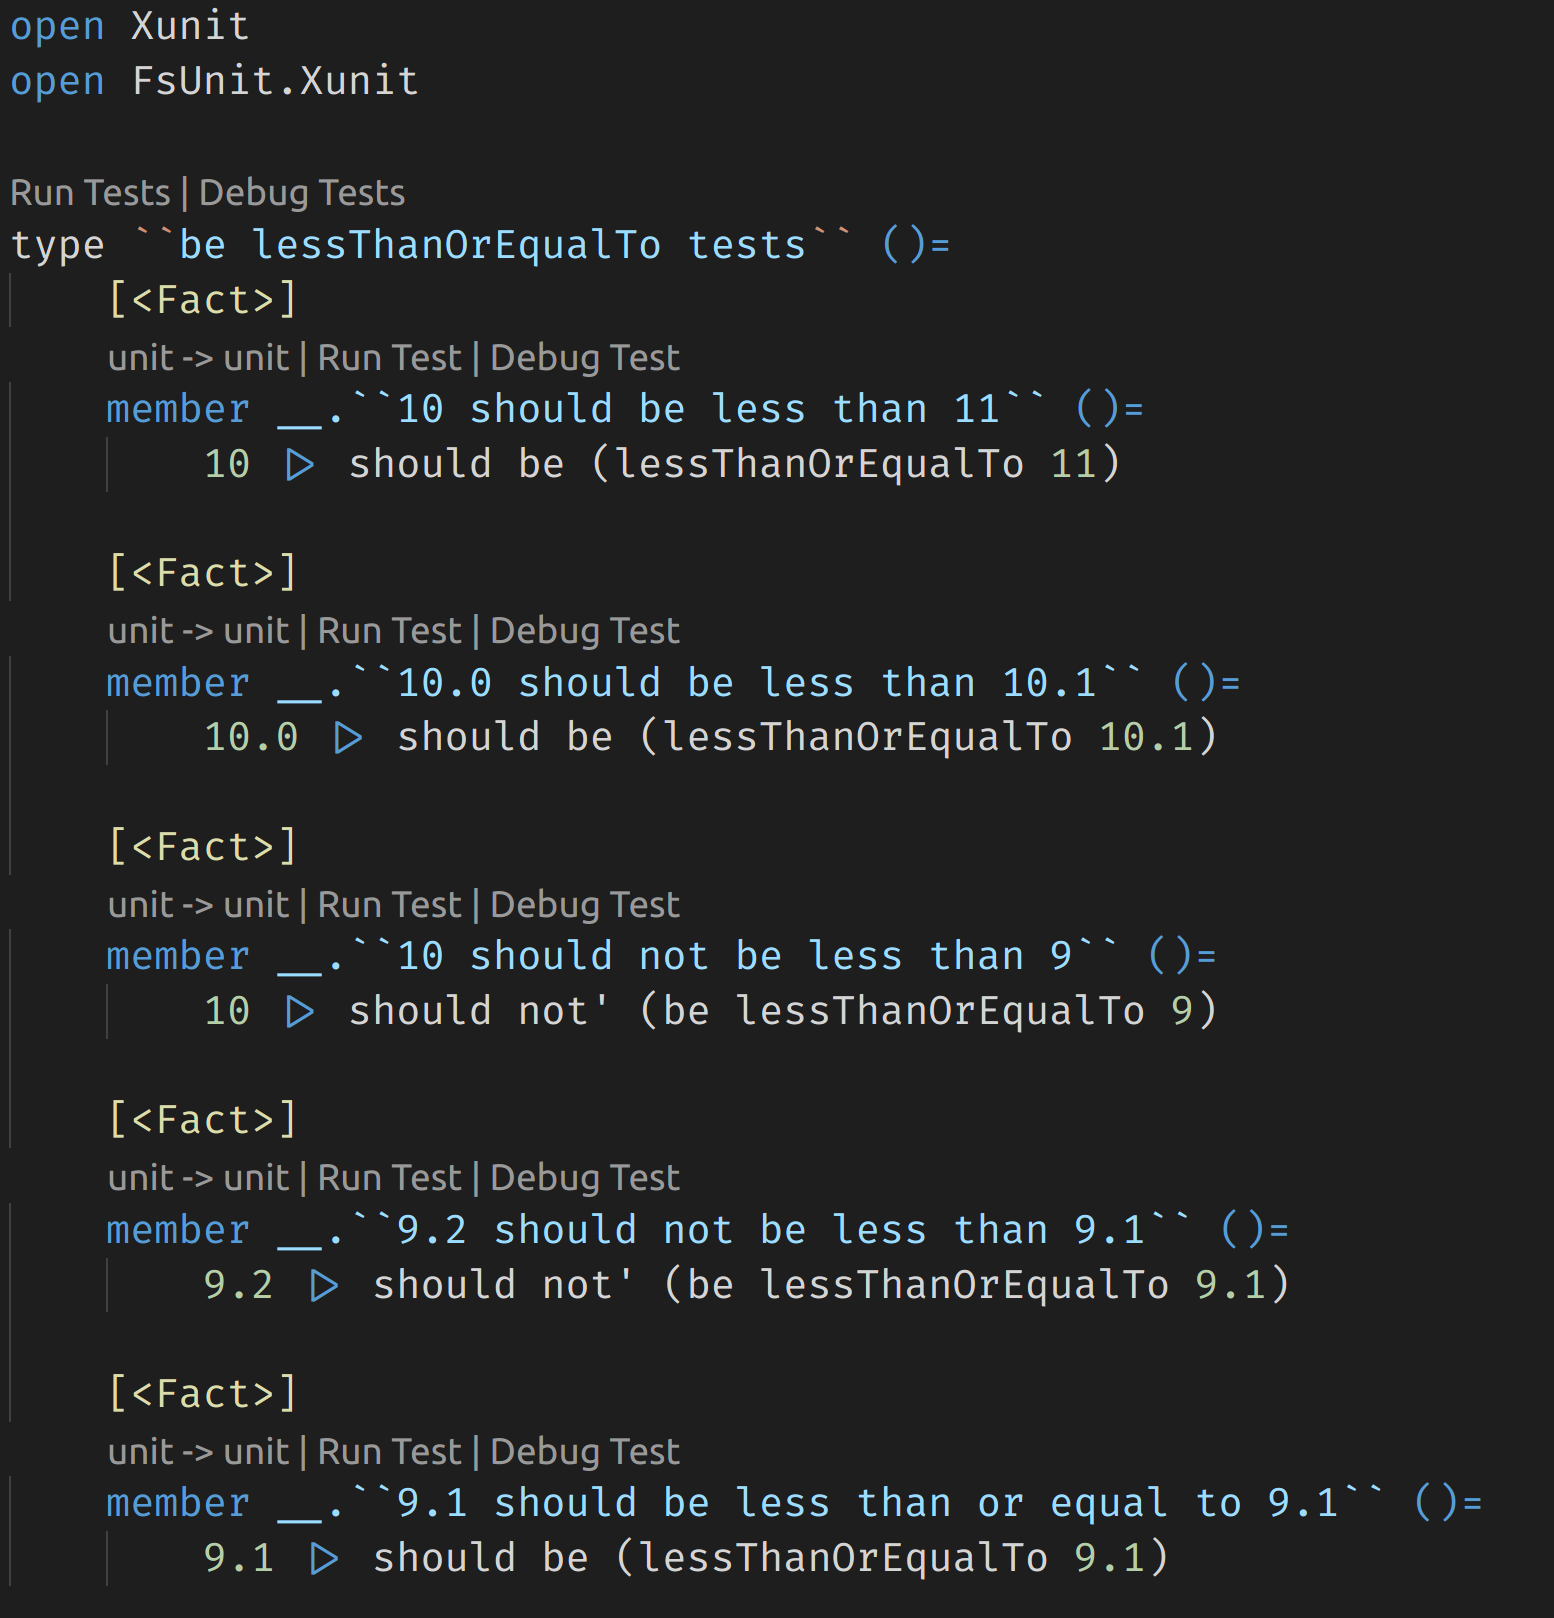 open Xunit
open FsUnit.Xunit
Run Tests | Debug Tests
type ``be lessThanOrEqualTo tests`` ()=
[<Fact>]
unit -> unit | Run Test | Debug Test
member __.``10 should be less than 11`` ()=
10 |> should be (lessThanOrEqualTo 11)
[<Fact>]
unit -> unit | Run Test | Debug Test
member __.``10.0 should be less than 10.1`` ()=
10.0 |> should be (lessThanOrEqualTo 10.1)
[<Fact>]
unit -> unit | Run Test | Debug Test
member __.``10 should not be less than 9`` ()=
10 |> should not' (be lessThanOrEqualTo 9)
[<Fact>]
unit -> unit | Run Test | Debug Test
member __.``9.2 should not be less than 9.1`` ()=
9.2 |> should not' (be lessThanOrEqualTo 9.1)
[<Fact>]
unit -> unit | Run Test | Debug Test
member __.``9.1 should be less than or equal to 9.1`` ()=
9.1 |> should be (lessThanOrEqualTo 9.1)